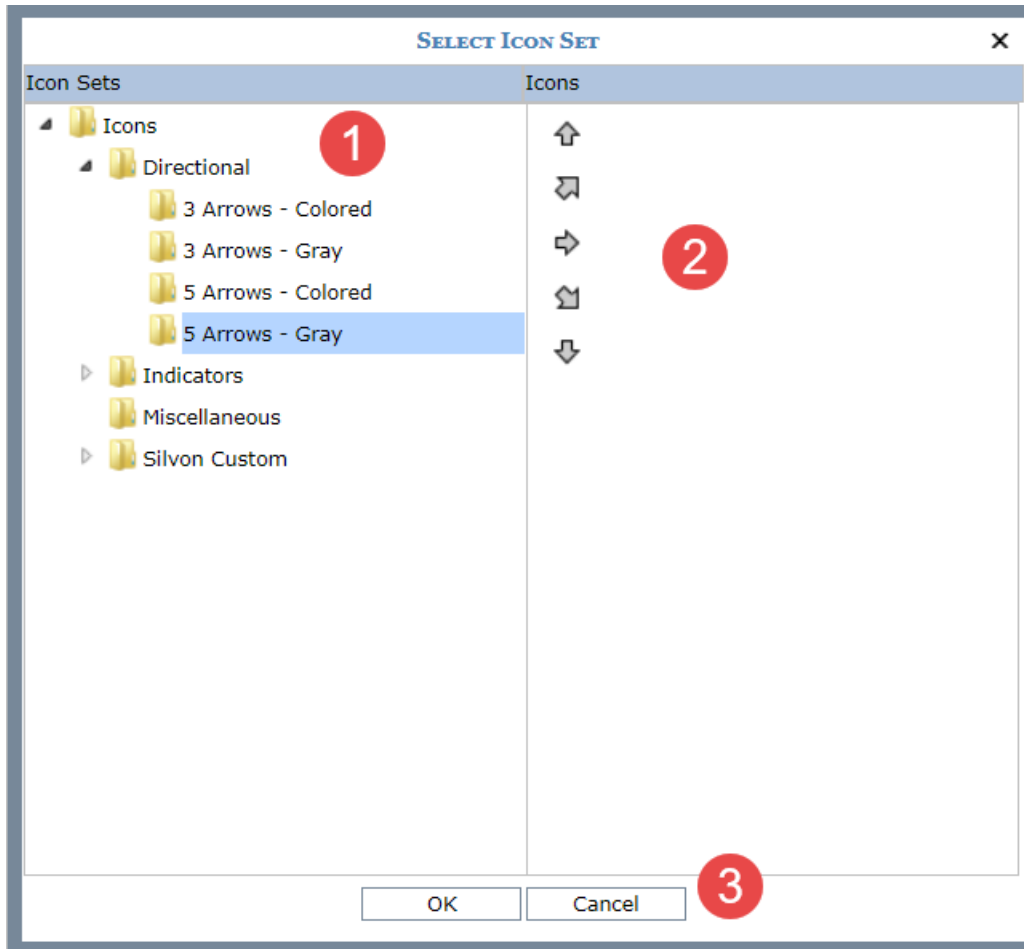 SELECT ICON SET
Icon Sets
Icons
Icons
1
Directional
3 Arrows - Colored
3 Arrows - Gray
5 Arrows - Colored
5 Arrows - Gray
Indicators
Miscellaneous
Silvon Custom
2
OK
Cancel
3